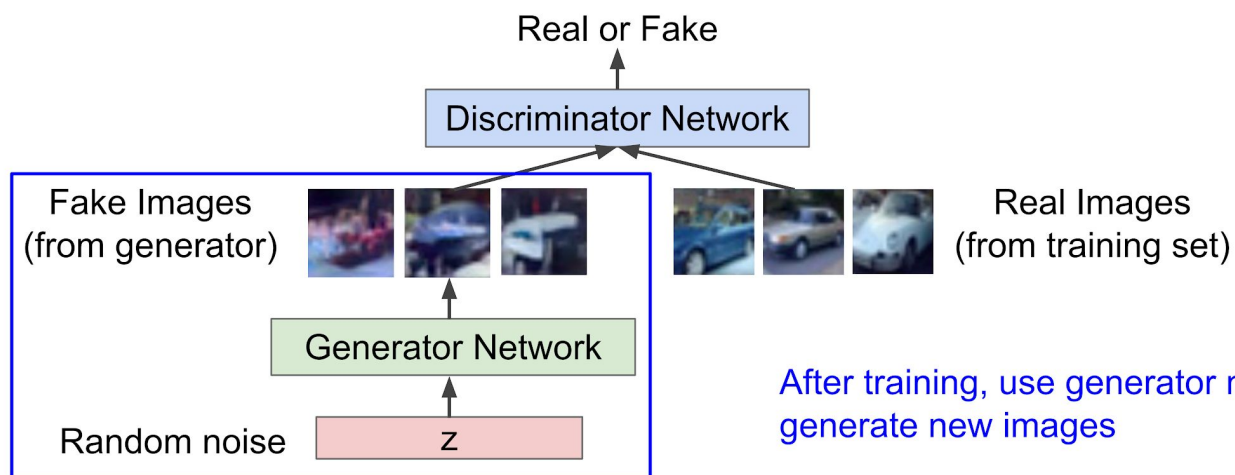 Real or Fake
Discriminator Network
Fake Images
(from generator)
Real Images
(from training set)
Generator Network
After training, use generator
generate new images
Random noise
z